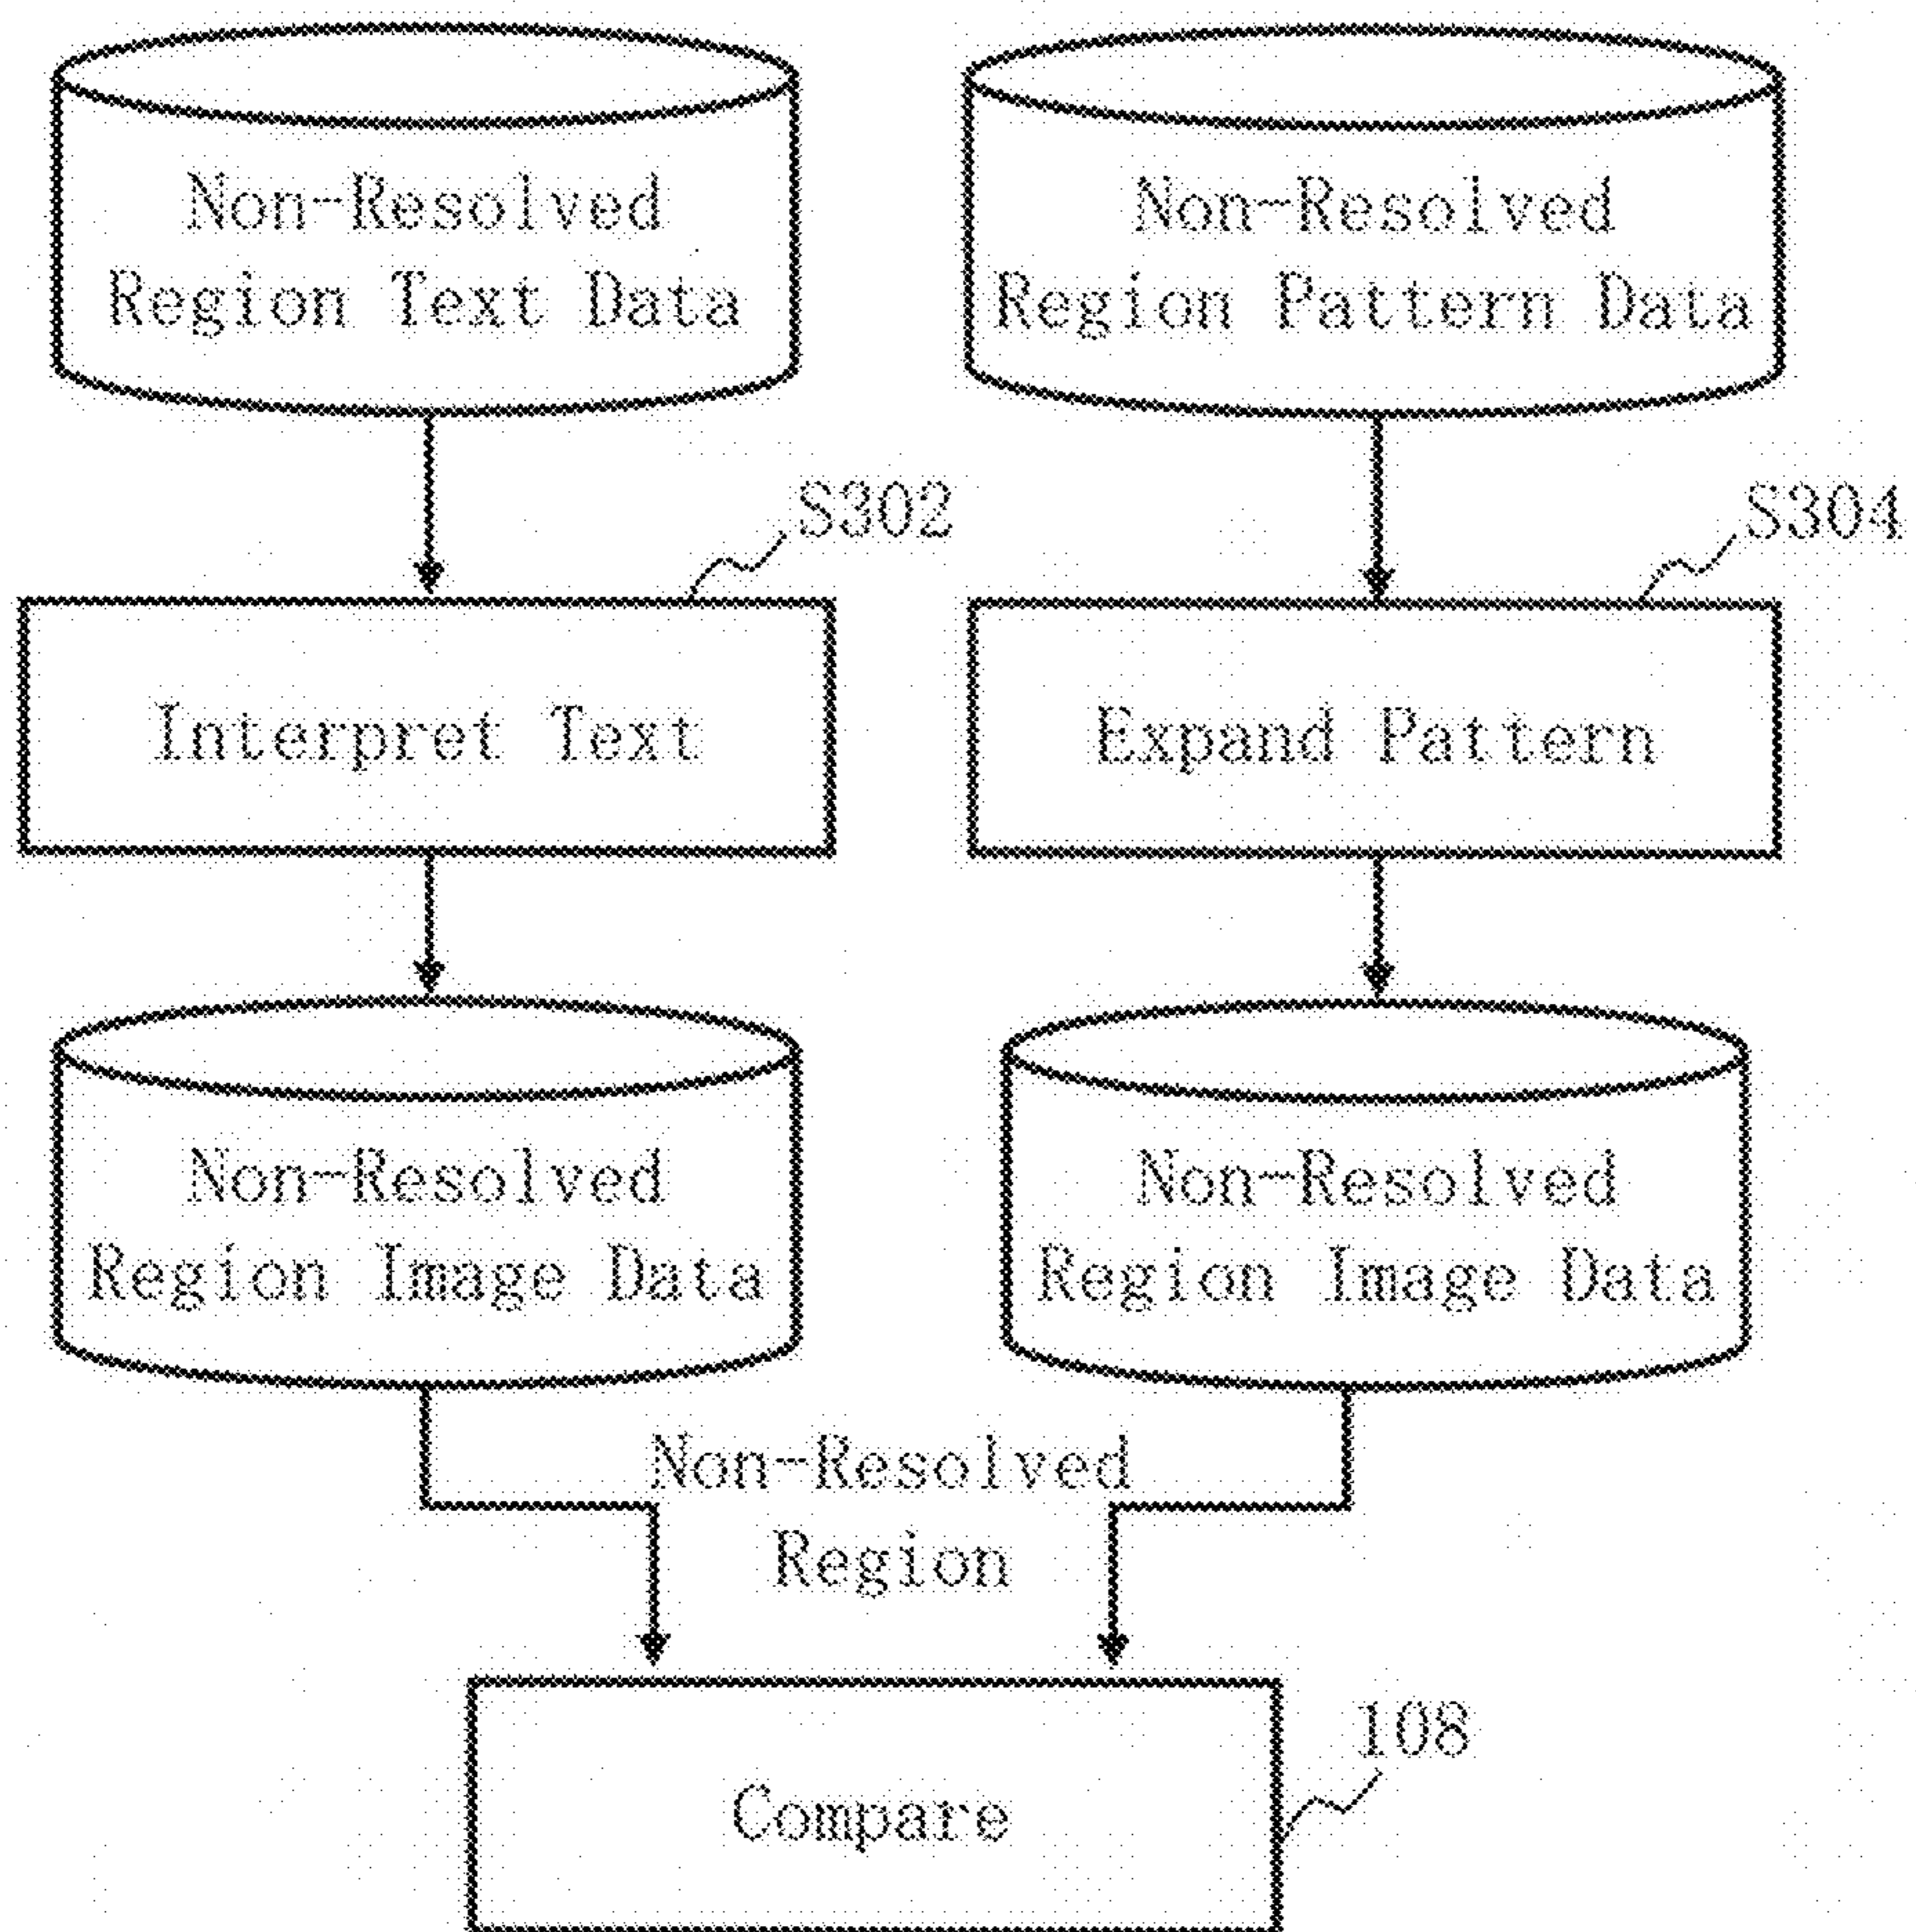 Non-Resolved
Region Text Data
Non-Resolved
Region Pattern Data
S302
S304
Interpret Text
Expand Pattern
Non-Resolved
Region Image Data
Non-Resolved
Region Image Data
Non-Resolved
Region
108
Compare